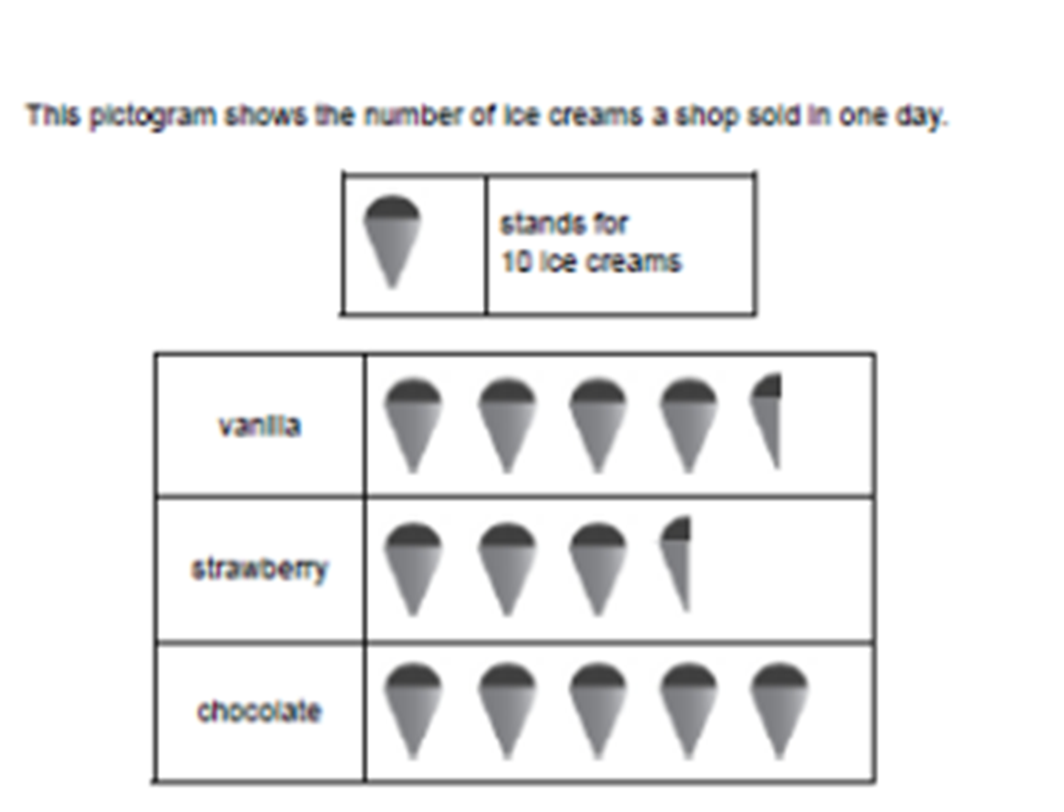 This pictogram shows the number of ice creams a shop sold in one day.
stands for
10 ice creams
vanilla
strawberry
chocolate